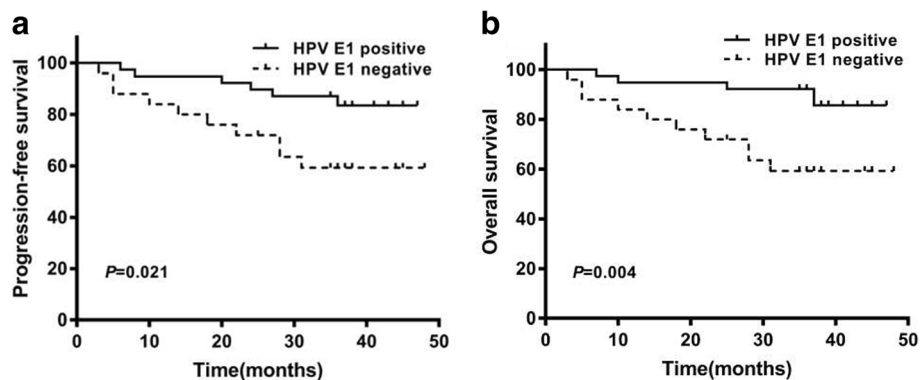 a
HPV E1 positive
HPV E1 negative
Progression-free survival
100
80
60
40
20
0
P=0.021
0 10 20 30 40 50
Time(months)
b
HPV E1 positive
HPV E1 negative
Overall survival
100
80
60
40
20
0
P=0.004
0 10 20 30 40 50
Time(months)